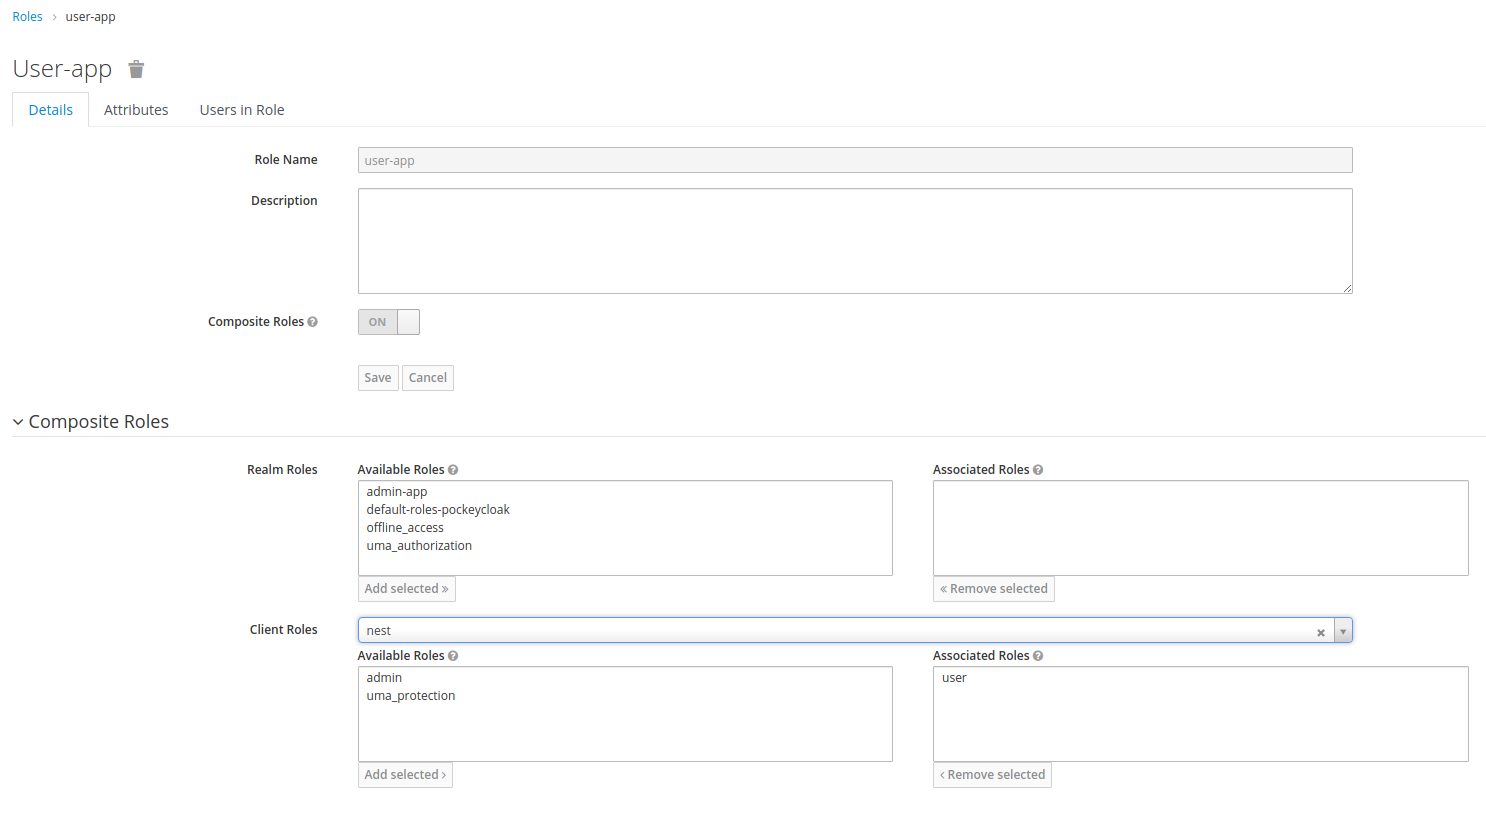 Roles › user-app
User-app
Details Attributes Users in Role
Role Name user-app
Description
Composite Roles ON
Save Cancel
Composite Roles
Realm Roles Available Roles Associated Roles
admin-app
default-roles-pockeycloak
offline_access
uma_authorization
Add selected » « Remove selected
Client Roles nest
Available Roles Associated Roles
admin user
uma_protection
Add selected › ‹ Remove selected